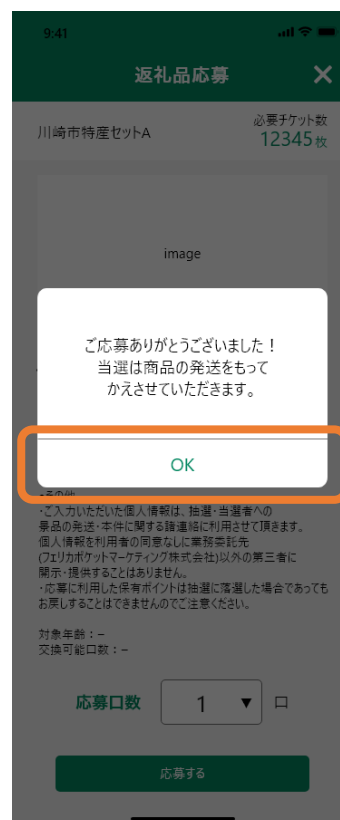 9:41
返礼品応募
川崎市特産セットA
必要チケット数
12345枚
image
ご応募ありがとうございました！
当選は商品の発送をもって
かえさせていただきます。
OK
・その他
・ご入力いただいた個人情報は、抽選・当選者への
景品の発送・本件に関する諸連絡に利用させて頂きます。
個人情報を利用者の同意なしに業務委託先
(フェリカポケットマーケティング株式会社)以外の第三者に
開示・提供することはありません。
・応募に利用した保有ポイントは抽選に落選した場合であっても
お戻しすることはできませんのでご注意ください。
対象年齢：－
交換可能口数：－
応募口数
1
▼
口
応募する